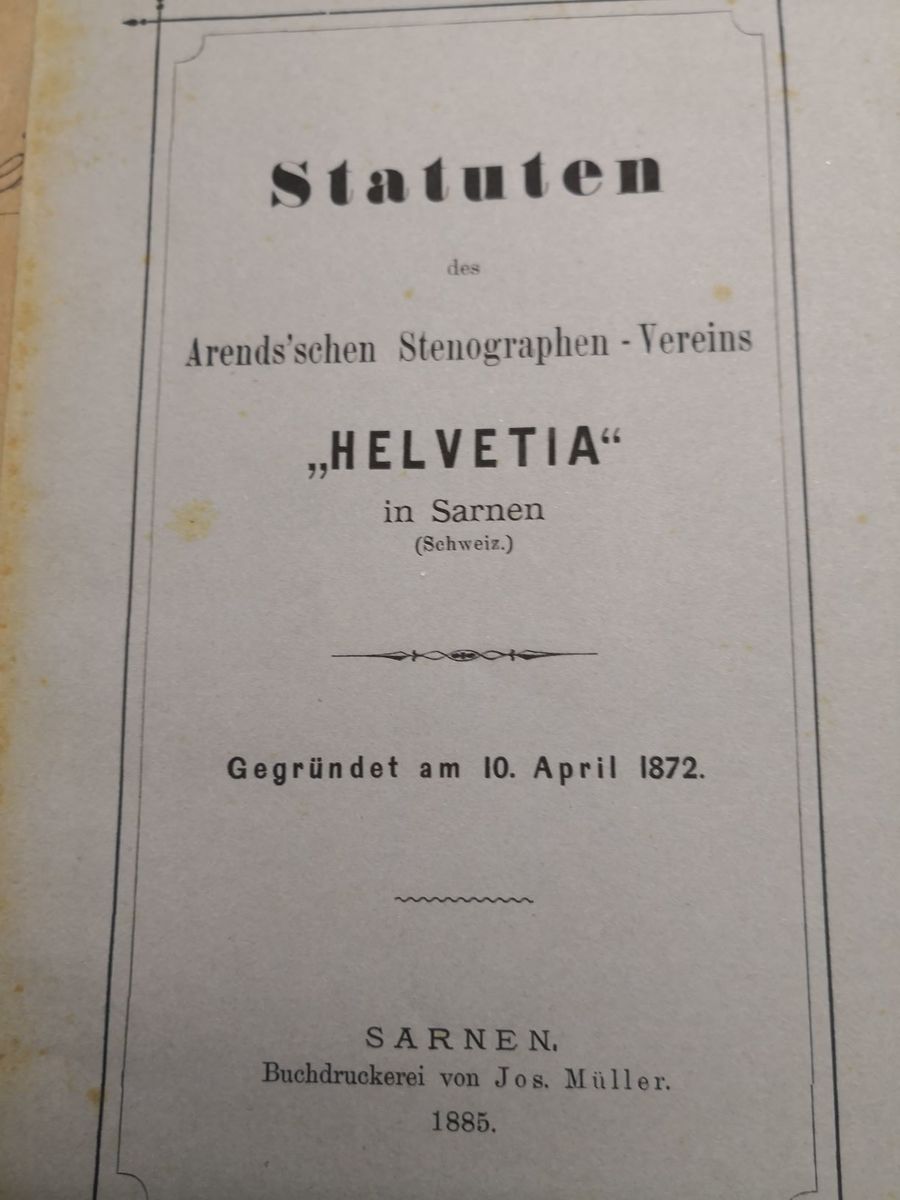 Statuten
des
Arends'schen Stenographen - Vereins
„HELVETIA“
in Sarnen
(Schweiz.)
Gegründet am 10. April 1872.
SARNEN.
Buchdruckerei von Jos. Müller.
1885.